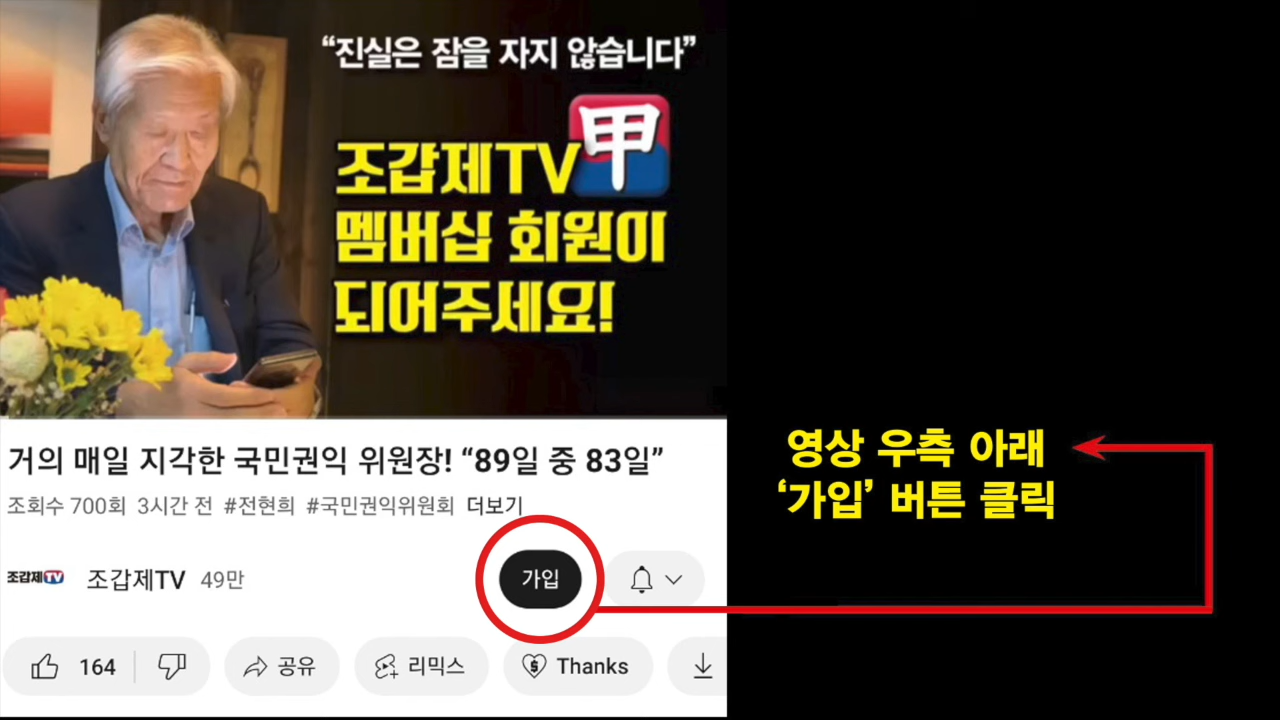 “진실은 잠을 자지 않습니다”
조갑제TV 甲
멤버십 회원이
되어주세요!
거의 매일 지각한 국민권익 위원장! “89일 중 83일”
조회수 700회 3시간 전 #전현희 #국민권익위원회 더보기
조갑제TV 조갑제TV 49만 가입
164 공유 리믹스 Thanks
영상 우측 아래
‘가입’ 버튼 클릭